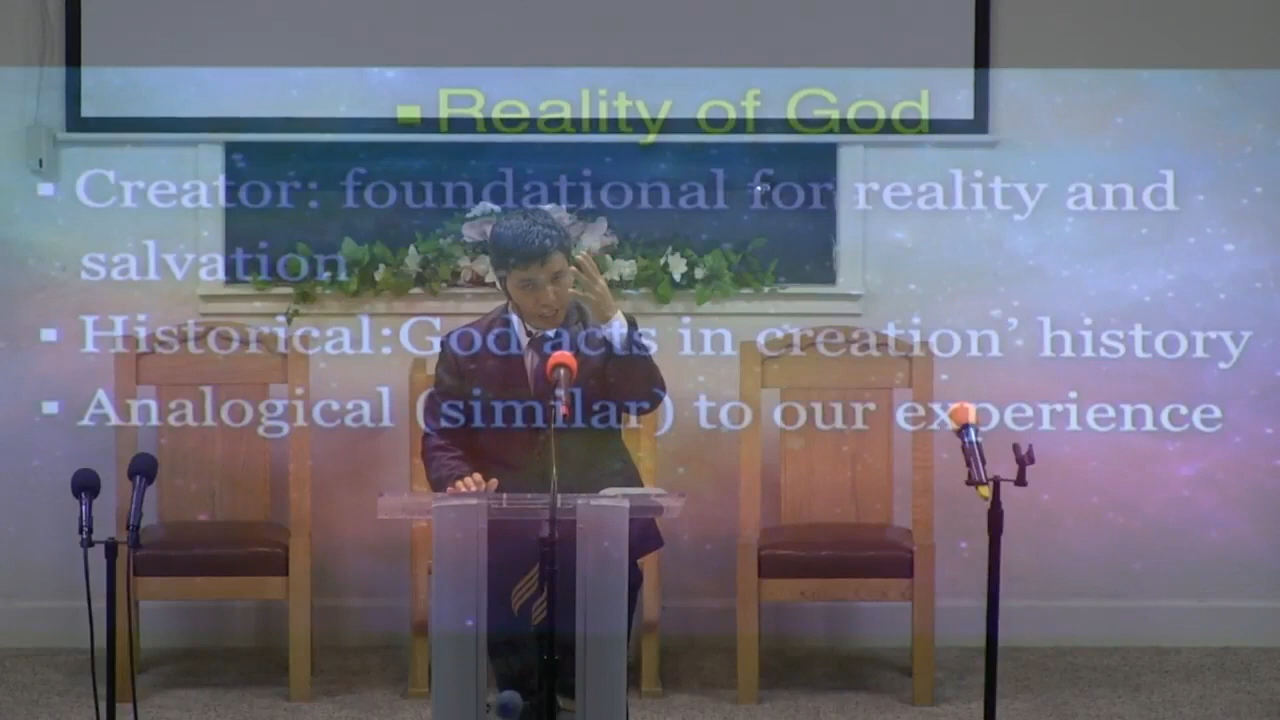 ▪ Reality of God
▪ Creator: foundational for reality and
salvation
▪ Historical:God acts in creation’ history
▪ Analogical (similar) to our experience